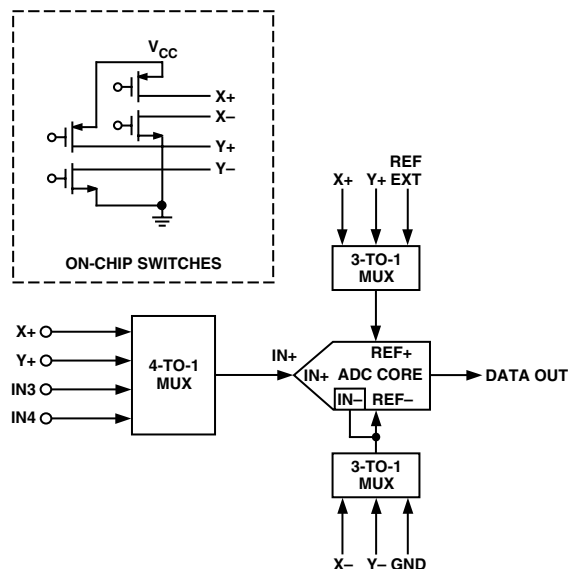 VCC
X+
X–
Y+
Y–
ON-CHIP SWITCHES
REF
X+ Y+ EXT
3-TO-1
MUX
X+
Y+
IN3
IN4
4-TO-1
MUX
IN+
IN+
REF+
ADC CORE
IN– REF–
DATA OUT
3-TO-1
MUX
X– Y– GND